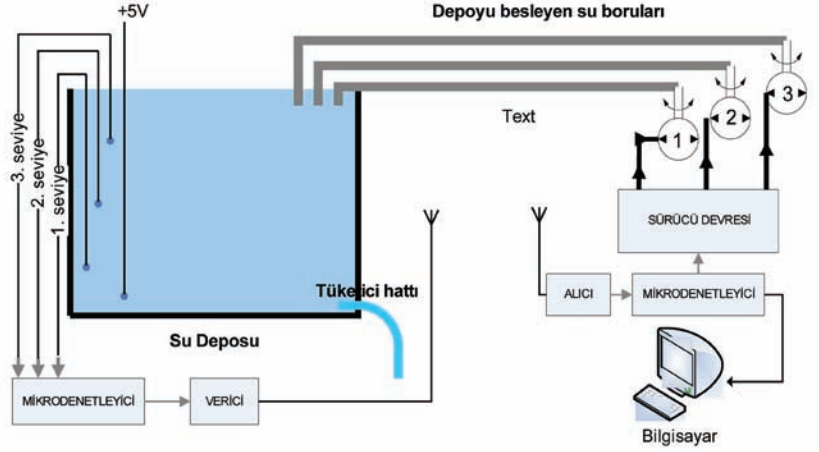 +5V
Depoyu besleyen su boruları
3. seviye
2. seviye
1. seviye
Text
1
2
3
SÜRÜCÜ DEVRESİ
ALICI
MİKRODENETLEYİCİ
Tüketici hattı
Su Deposu
MİKRODENETLEYİCİ
VERİCİ
Bilgisayar